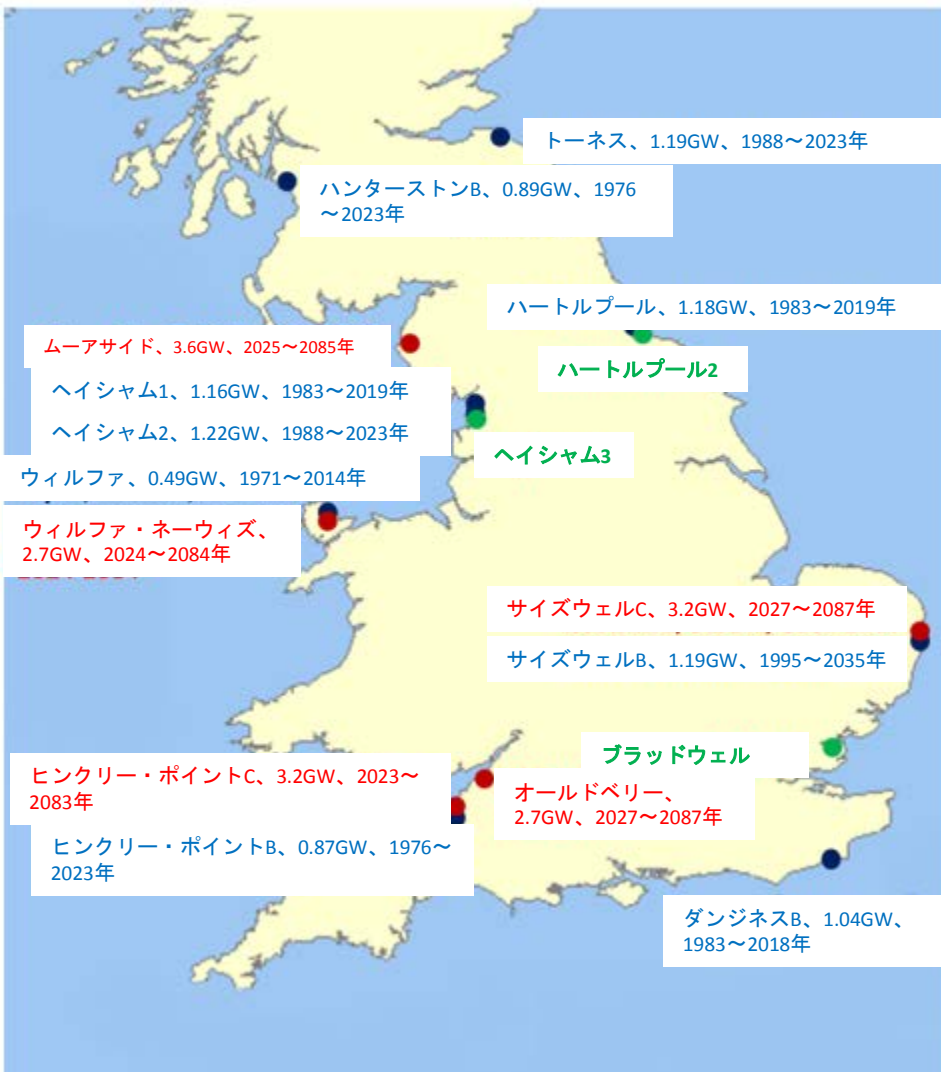 トーネス、1.19GW、1988～2023年
ハンターストンB、0.89GW、1976
～2023年
ハートルプール、1.18GW、1983～2019年
ムーアサイド、3.6GW、2025～2085年
ハートルプール2
ヘイシャム1、1.16GW、1983～2019年
ヘイシャム2、1.22GW、1988～2023年
ヘイシャム3
ウィルファ、0.49GW、1971～2014年
ウィルファ・ネーウィズ、
2.7GW、2024～2084年
サイズウェルC、3.2GW、2027～2087年
サイズウェルB、1.19GW、1995～2035年
ブラッドウェル
ヒンクリー・ポイントC、3.2GW、2023～
2083年
オールドベリー、
2.7GW、2027～2087年
ヒンクリー・ポイントB、0.87GW、1976～
2023年
ダンジネスB、1.04GW、
1983～2018年